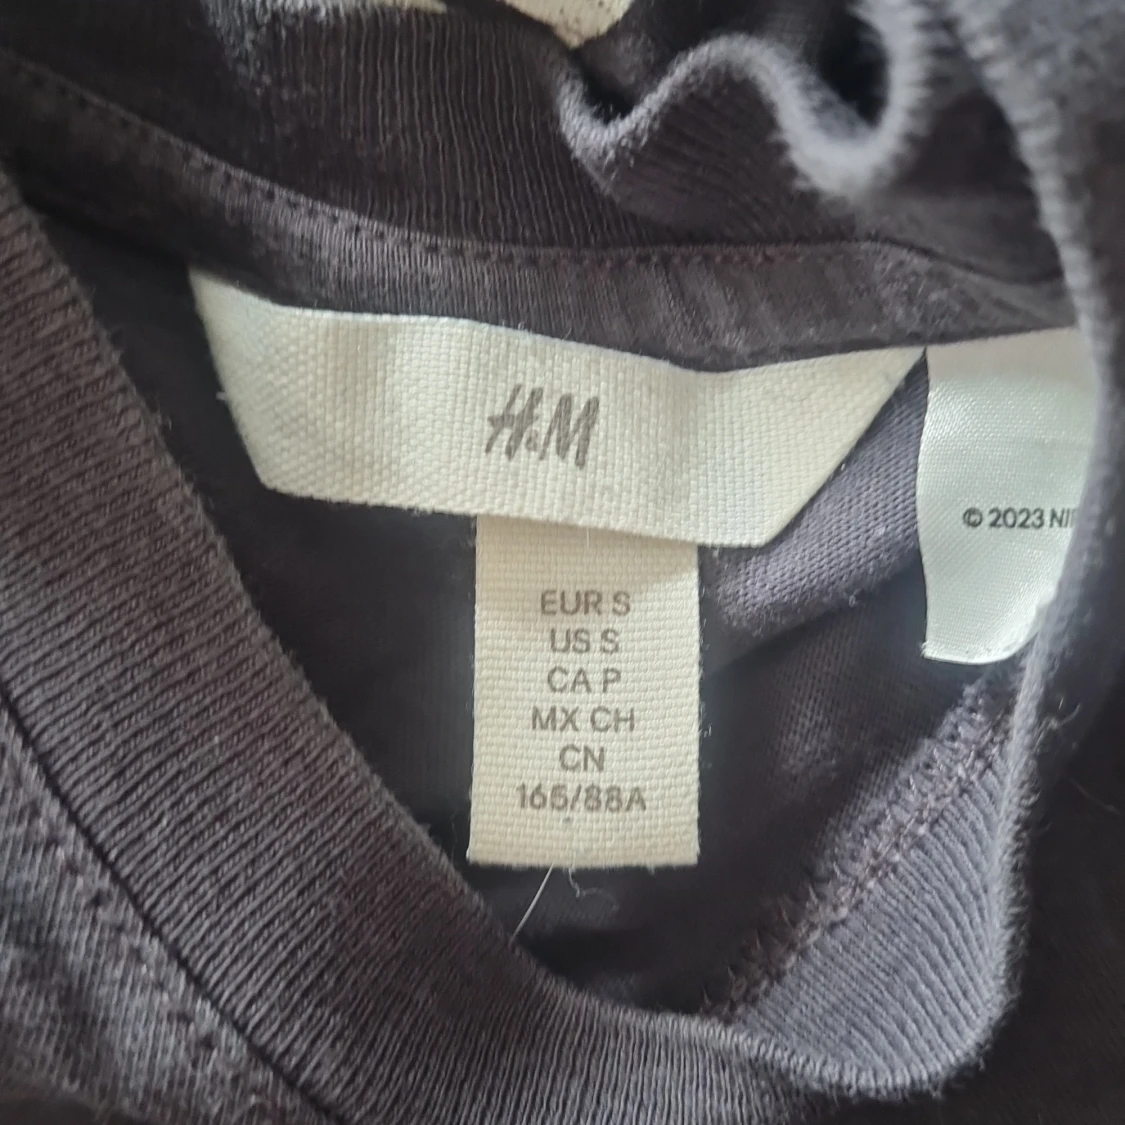 H&M
© 2023
EUR S
US S
CA P
MX CH
CN
165/88A